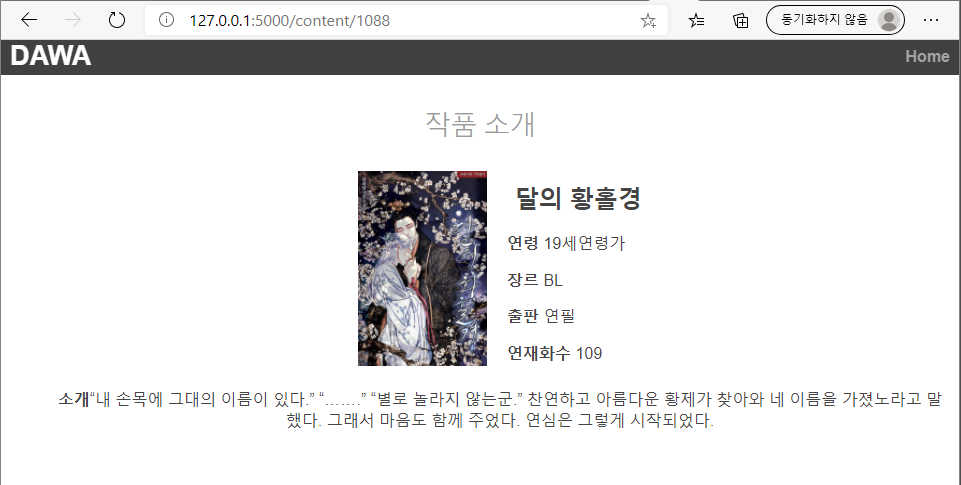 127.0.0.1:5000/content/1088
동기화하지 않음
DAWA
Home
작품 소개
달의 황홀경
연령 19세연령가
장르 BL
출판 연필
연재화수 109
소개“내 손목에 그대의 이름이 있다.” “…….” “별로 놀라지 않는군.” 찬연하고 아름다운 황제가 찾아와 네 이름을 가졌노라고 말
했다. 그래서 마음도 함께 주었다. 연심은 그렇게 시작되었다.